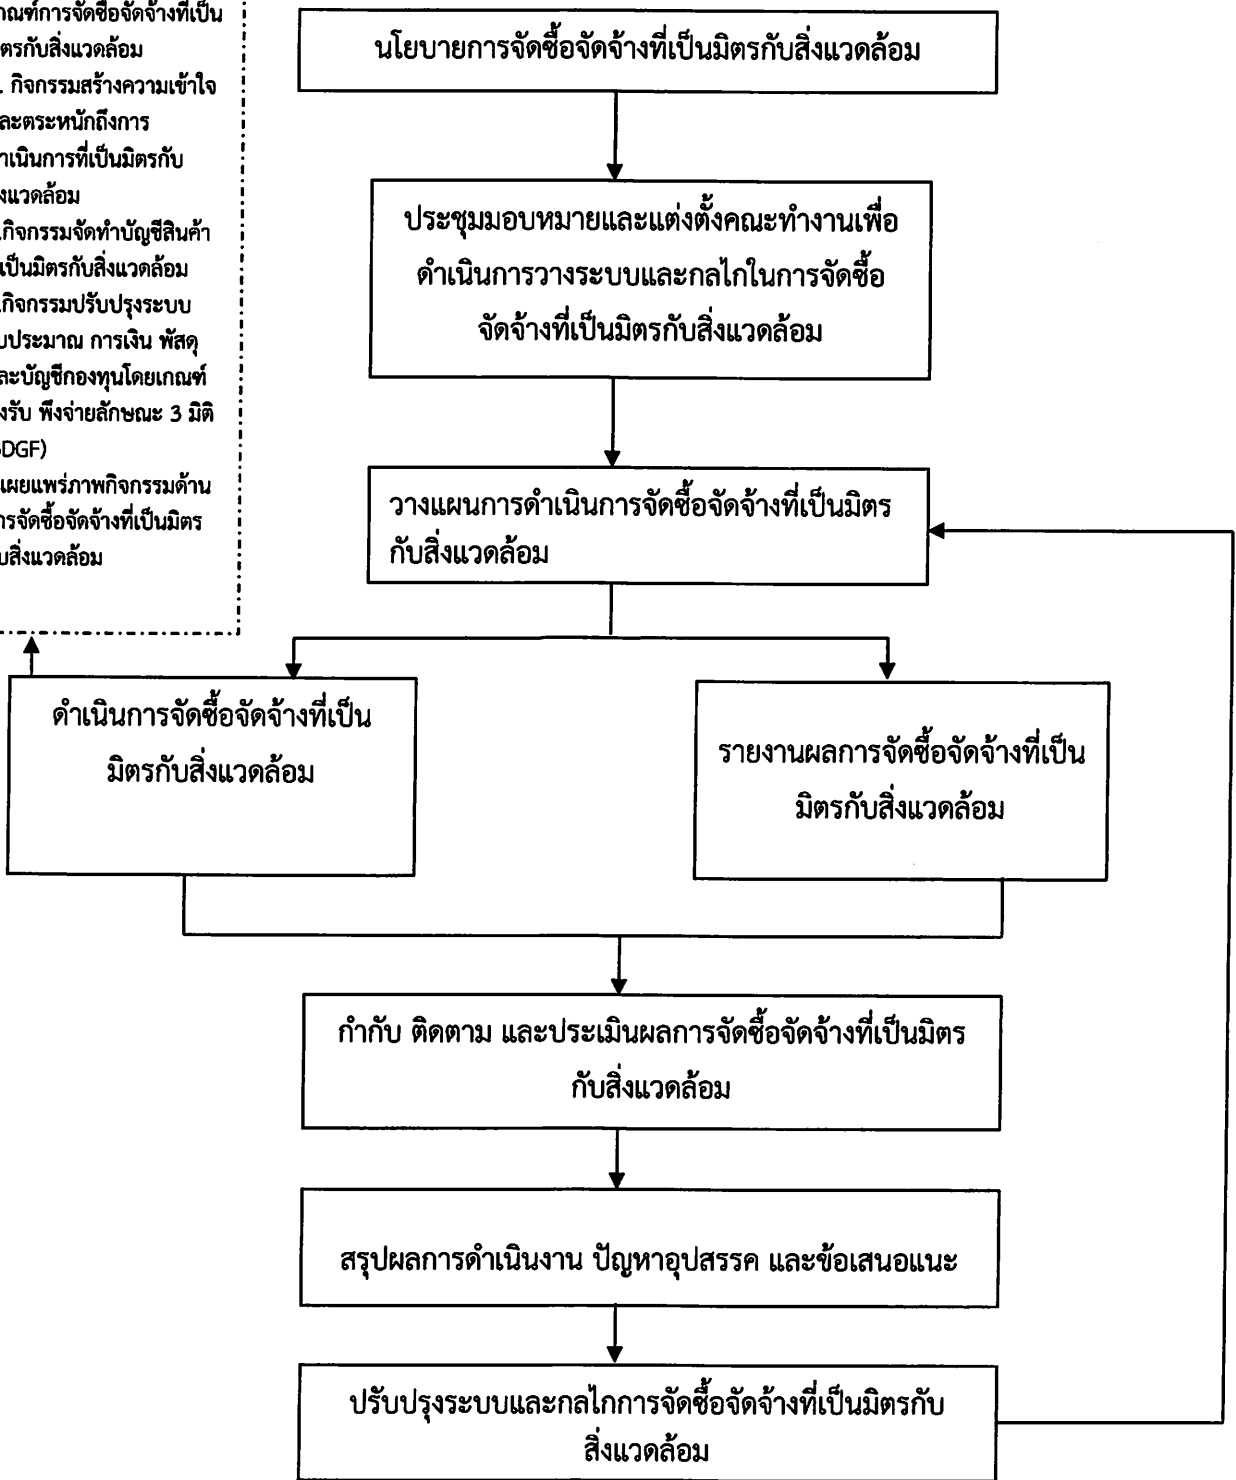 กณฑ์การจัดซื้อจัดจ้างที่เป็น
ตรกับสิ่งแวดล้อม
. กิจกรรมสร้างความเข้าใจ
ละตระหนักถึงการ
าเนินการที่เป็นมิตรกับ
งแวดล้อม
.กิจกรรมจัดทำบัญชีสินค้า
เป็นมิตรกับสิ่งแวดล้อม
.กิจกรรมปรับปรุงระบบ
บประมาณ การเงิน พัสดุ
ละบัญชีกองทุนโดยเกณฑ์
งรับ พึงจ่ายลักษณะ 3 มิติ
DGF)
เผยแพร่ภาพกิจกรรมด้าน
ารจัดซื้อจัดจ้างที่เป็นมิตร
บสิ่งแวดล้อม
นโยบายการจัดซื้อจัดจ้างที่เป็นมิตรกับสิ่งแวดล้อม
ประชุมมอบหมายและแต่งตั้งคณะทำงานเพื่อ
ดำเนินการวางระบบและกลไกในการจัดซื้อ
จัดจ้างที่เป็นมิตรกับสิ่งแวดล้อม
วางแผนการดำเนินการจัดซื้อจัดจ้างที่เป็นมิตร
กับสิ่งแวดล้อม
ดำเนินการจัดซื้อจัดจ้างที่เป็น
มิตรกับสิ่งแวดล้อม
รายงานผลการจัดซื้อจัดจ้างที่เป็น
มิตรกับสิ่งแวดล้อม
กำกับ ติดตาม และประเมินผลการจัดซื้อจัดจ้างที่เป็นมิตร
กับสิ่งแวดล้อม
สรุปผลการดำเนินงาน ปัญหาอุปสรรค และข้อเสนอแนะ
ปรับปรุงระบบและกลไกการจัดซื้อจัดจ้างที่เป็นมิตรกับ
สิ่งแวดล้อม